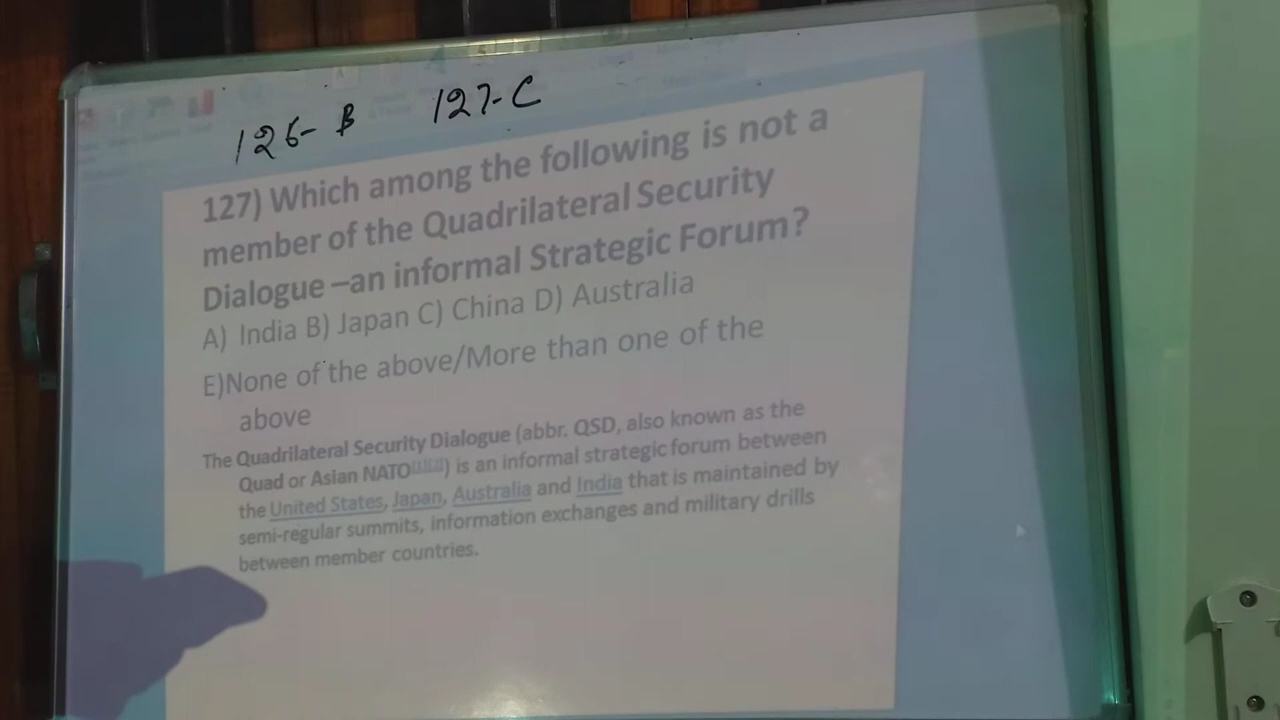 126- B 127-C
127) Which among the following is not a
member of the Quadrilateral Security
Dialogue –an informal Strategic Forum?
A) India B) Japan C) China D) Australia
E)None of the above/More than one of the
above
The Quadrilateral Security Dialogue (abbr. QSD, also known as the
Quad or Asian NATO) is an informal strategic forum between
the United States, Japan, Australia and India that is maintained by
semi-regular summits, information exchanges and military drills
between member countries.